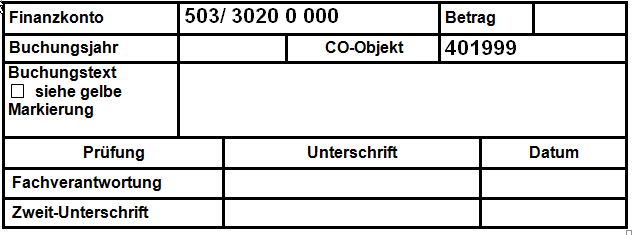 Finanzkonto 503/ 3020 0 000 Betrag
Buchungsjahr CO-Objekt 401999
Buchungstext
☐ siehe gelbe
Markierung
Prüfung Unterschrift Datum
Fachverantwortung
Zweit-Unterschrift